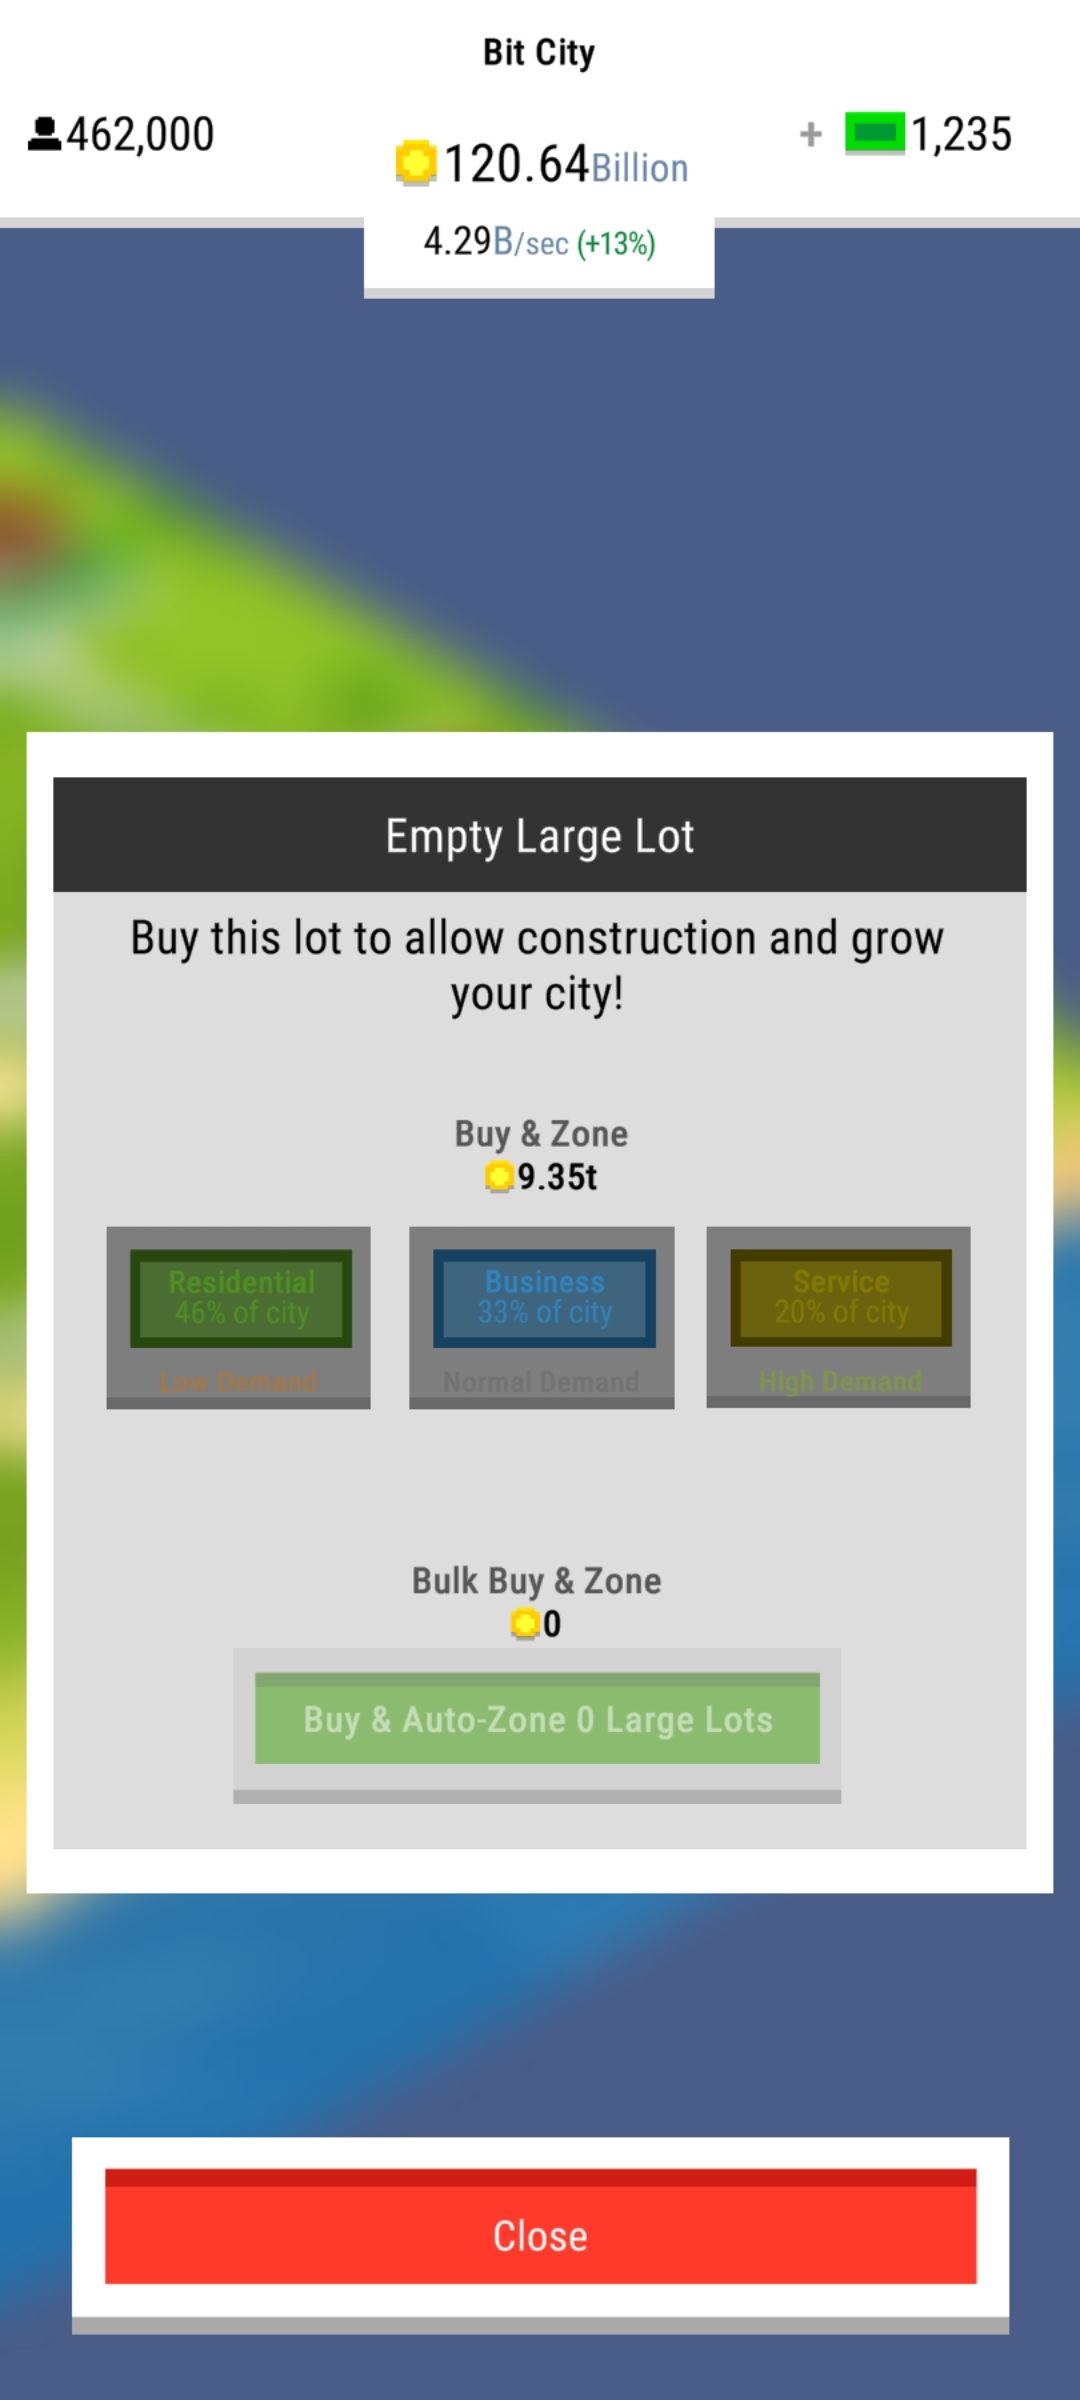 Bit City
462,000
120.64Billion
+ 1,235
4.29B/sec (+13%)
Empty Large Lot
Buy this lot to allow construction and grow
your city!
Buy & Zone
9.35t
Residential
46% of city
Low Demand
Business
33% of city
Normal Demand
Service
20% of city
High Demand
Bulk Buy & Zone
0
Buy & Auto-Zone 0 Large Lots
Close